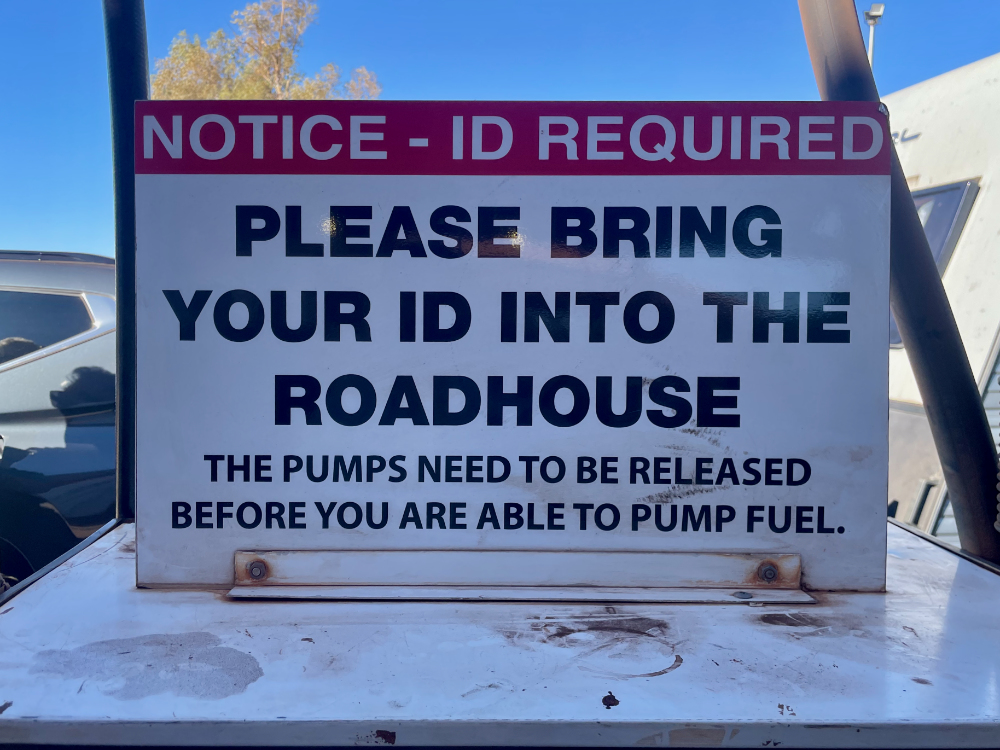 NOTICE - ID REQUIRED
PLEASE BRING
YOUR ID INTO THE
ROADHOUSE
THE PUMPS NEED TO BE RELEASED
BEFORE YOU ARE ABLE TO PUMP FUEL.